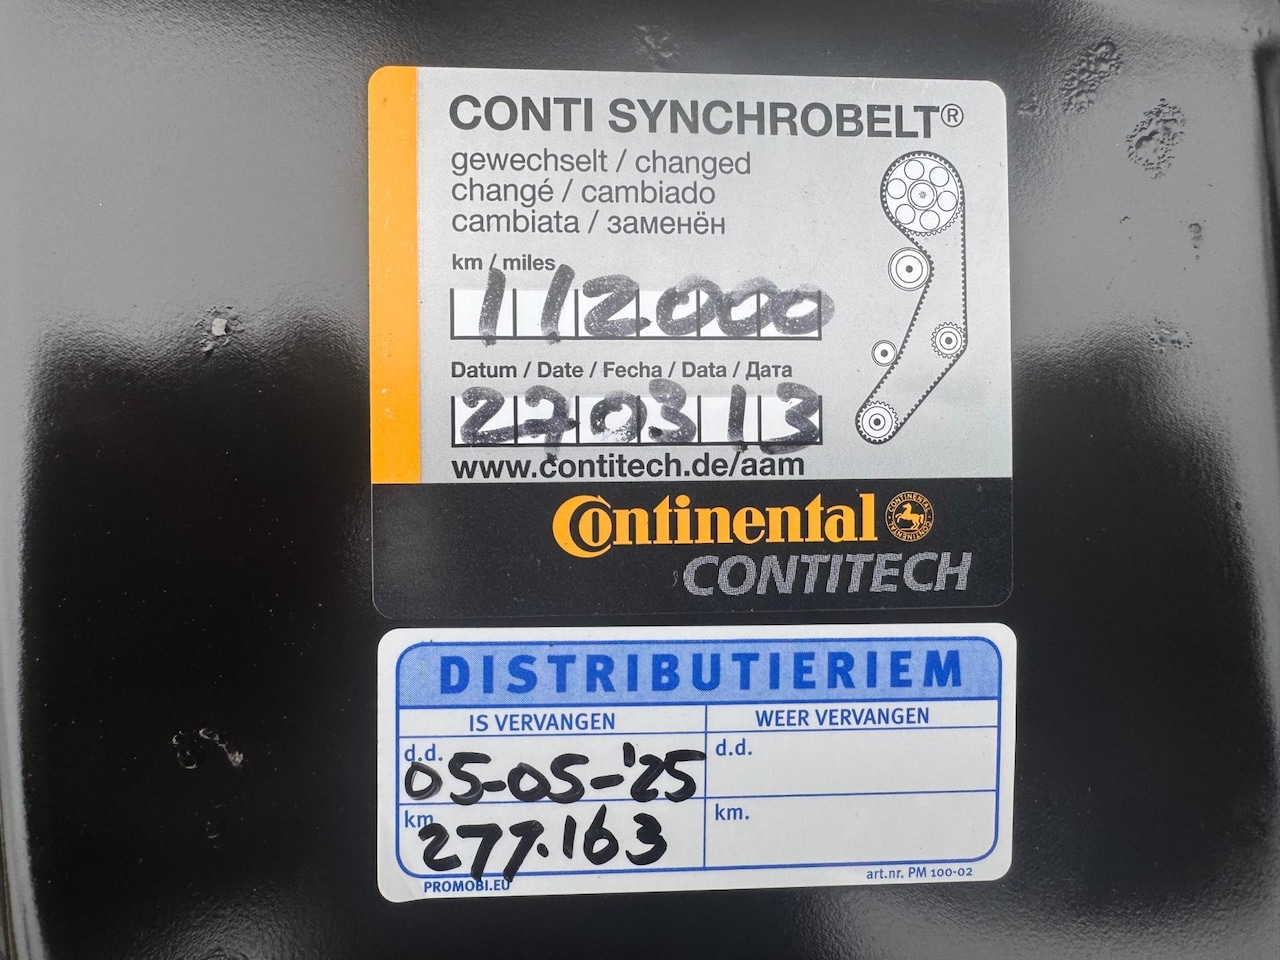 CONTI SYNCHROBELT®
gewechselt / changed
changé / cambiado
cambiata / заменён
km / miles
112000
Datum / Date / Fecha / Data / Дата
270313
www.contitech.de/aam
Continental
CONTITECH
DISTRIBUTIERIEM
IS VERVANGEN
WEER VERVANGEN
d.d. 05-05-'25
d.d.
km 277.163
km.
PROMOBI.EU
art.nr. PM 100-02